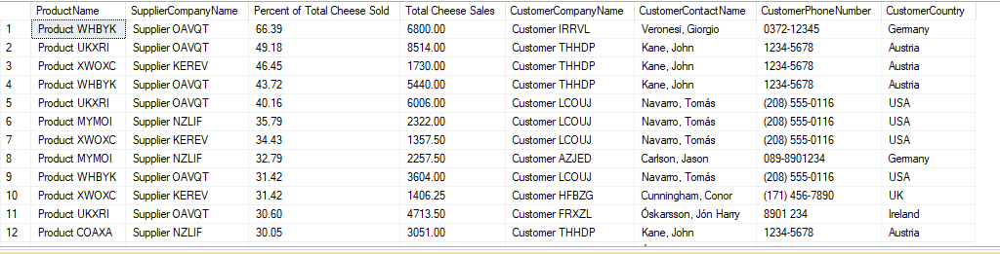 ProductName SupplierCompanyName Percent of Total Cheese Sold Total Cheese Sales CustomerCompanyName CustomerContactName CustomerPhoneNumber CustomerCountry
1 Product WHBYK Supplier OAVQT 66.39 6800.00 Customer IRRVL Veronesi, Giorgio 0372-12345 Germany
2 Product UKXRI Supplier OAVQT 49.18 8514.00 Customer THHDP Kane, John 1234-5678 Austria
3 Product XWOXC Supplier KEREV 46.45 1730.00 Customer THHDP Kane, John 1234-5678 Austria
4 Product WHBYK Supplier OAVQT 43.72 5440.00 Customer THHDP Kane, John 1234-5678 Austria
5 Product UKXRI Supplier OAVQT 40.16 6006.00 Customer LCOUJ Navarro, Tomás (208) 555-0116 USA
6 Product MYMOI Supplier NZLIF 35.79 2322.00 Customer LCOUJ Navarro, Tomás (208) 555-0116 USA
7 Product XWOXC Supplier KEREV 34.43 1357.50 Customer LCOUJ Navarro, Tomás (208) 555-0116 USA
8 Product MYMOI Supplier NZLIF 32.79 2257.50 Customer AZJED Carlson, Jason 089-8901234 Germany
9 Product WHBYK Supplier OAVQT 31.42 3604.00 Customer LCOUJ Navarro, Tomás (208) 555-0116 USA
10 Product XWOXC Supplier KEREV 31.42 1406.25 Customer HFBZG Cunningham, Conor (171) 456-7890 UK
11 Product UKXRI Supplier OAVQT 30.60 4713.50 Customer FRXZL Óskarsson, Jón Harry 8901 234 Ireland
12 Product COAXA Supplier NZLIF 30.05 3051.00 Customer THHDP Kane, John 1234-5678 Austria